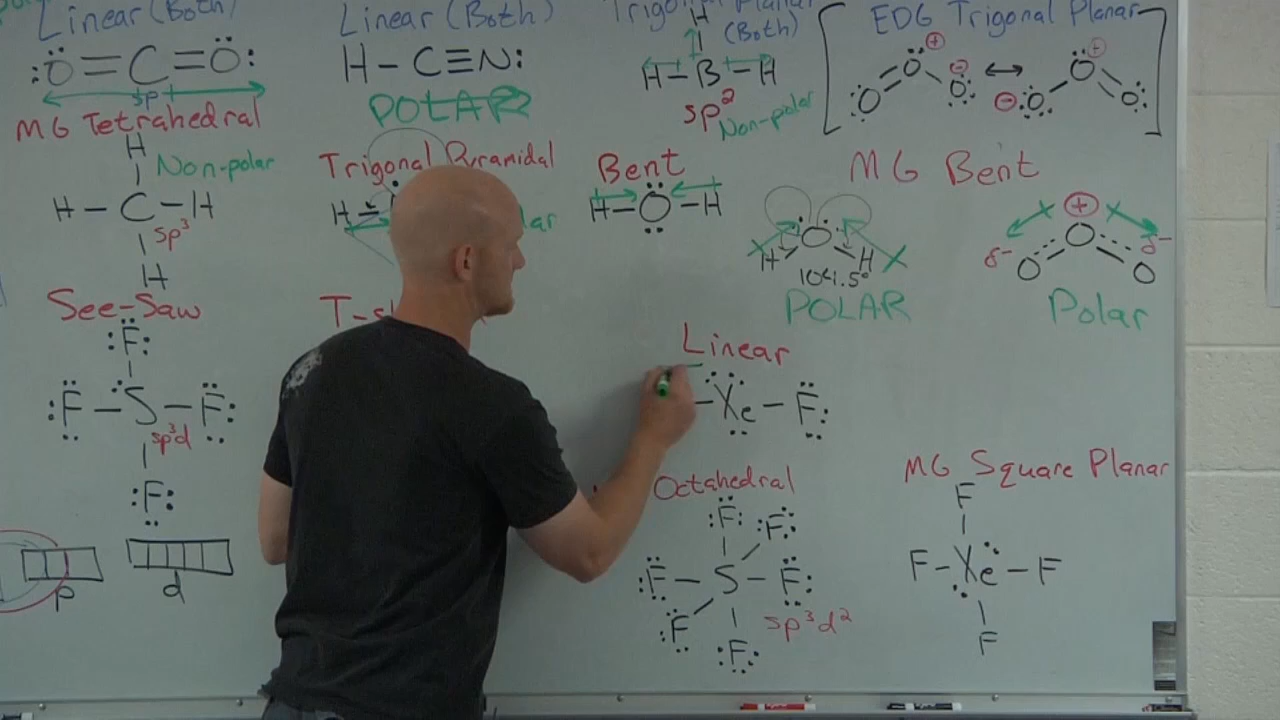 Linear (Both)
Linear (Both)
Trigonal Planar
(Both)
EDG Trigonal Planar
:O=C=O:
sp
H-C≡N:
POLAR
H
H-B-H
sp²
Non-polar
O O O ↔ O O O
MG Tetrahedral
Non-polar
H
H-C-H
sp³
H
Trigonal Pyramidal
H
Bent
H-O-H
MG Bent
O
H H
104.5°
POLAR
+
O
δ- δ-
O O
Polar
See-Saw
:F:
:F-S-F:
sp³d
:F:
Linear
-Xe-F:
Octahedral
:F: F:
:F-S-F:
:F :F:
sp³d²
MG Square Planar
F
F-Xe-F
F
p
d